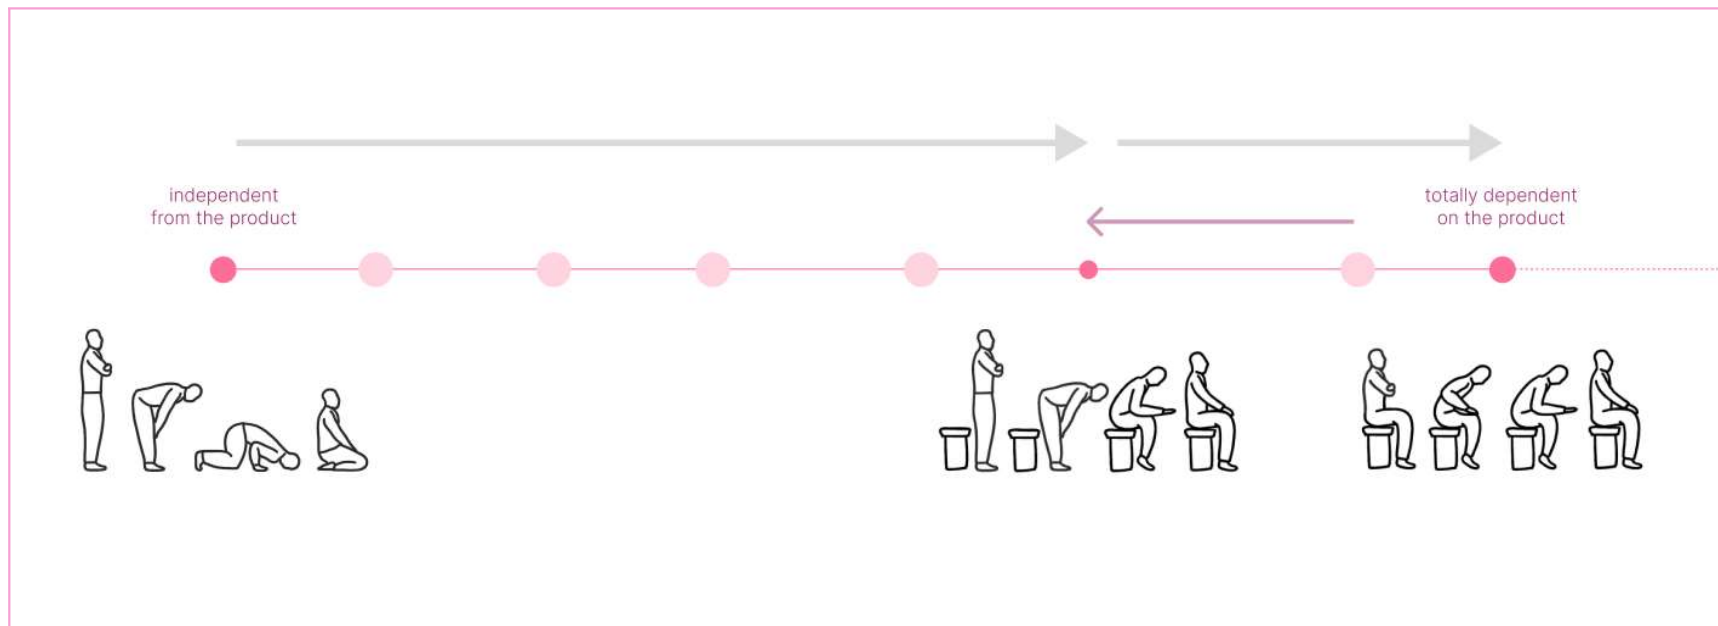 independent
from the product
totally dependent
on the product